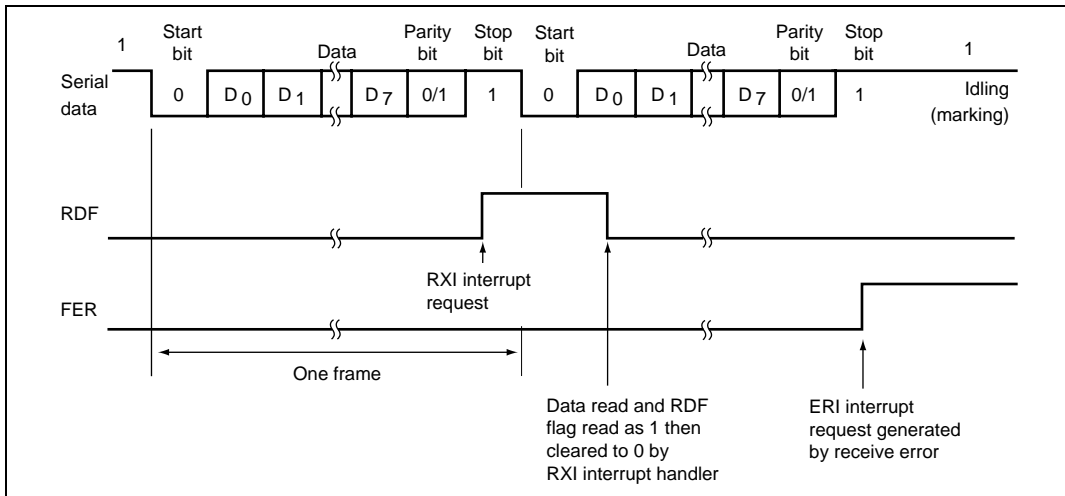 1 Start bit Data Parity bit Stop bit Start bit Data Parity bit Stop bit 1
Serial data 0 D0 D1 D7 0/1 1 0 D0 D1 D7 0/1 1 Idling (marking)
RDF
RXI interrupt
request
FER
One frame
Data read and RDF
flag read as 1 then
cleared to 0 by
RXI interrupt handler
ERI interrupt
request generated
by receive error